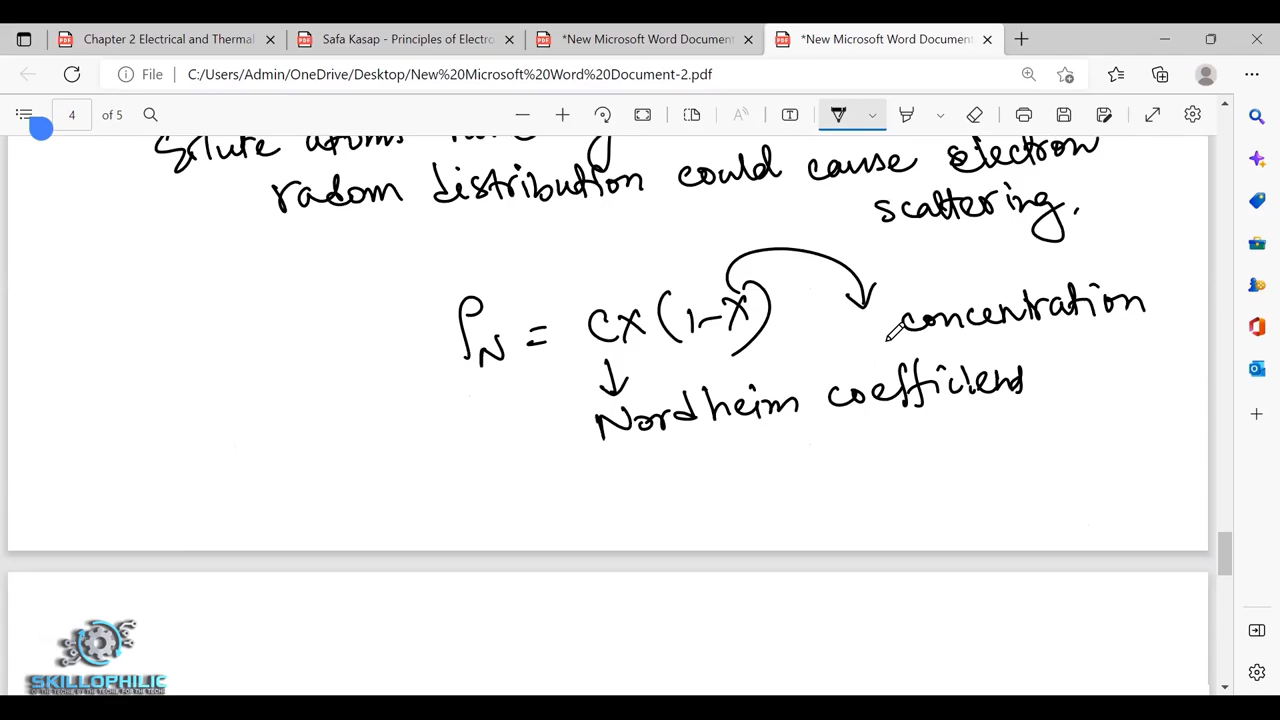 Chapter 2 Electrical and Thermal
Safa Kasap - Principles of Electro
*New Microsoft Word Document
*New Microsoft Word Document
File C:/Users/Admin/OneDrive/Desktop/New%20Microsoft%20Word%20Document-2.pdf
4 of 5
atoms
radom distribution could cause electron
scattering.
ρN = CX (1-X) concentration
Nordheim coefficient
SKILLOPHILIC